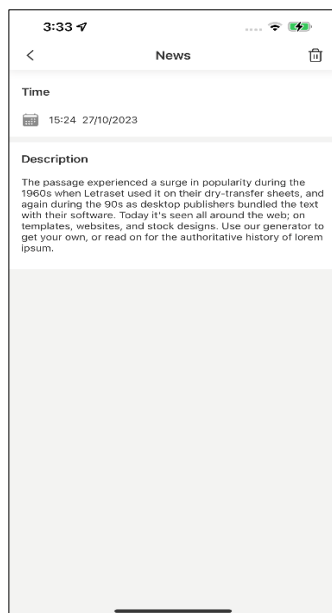 3:33
News
Time
15:24 27/10/2023
Description
The passage experienced a surge in popularity during the
1960s when Letraset used it on their dry-transfer sheets, and
again during the 90s as desktop publishers bundled the text
with their software. Today it's seen all around the web; on
templates, websites, and stock designs. Use our generator to
get your own, or read on for the authoritative history of lorem
ipsum.